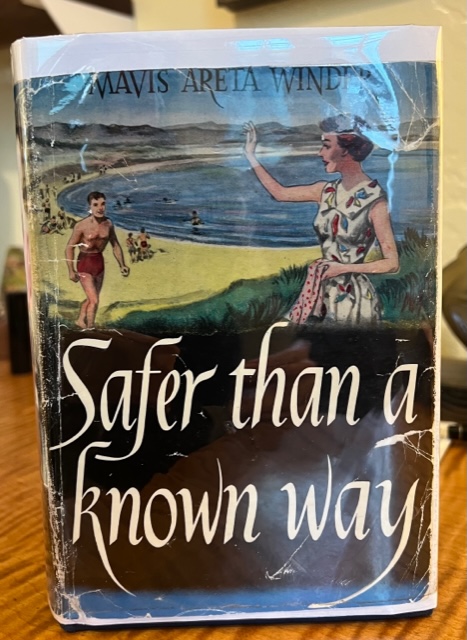 MAVIS ARETA WINDER
Safer than a
known way